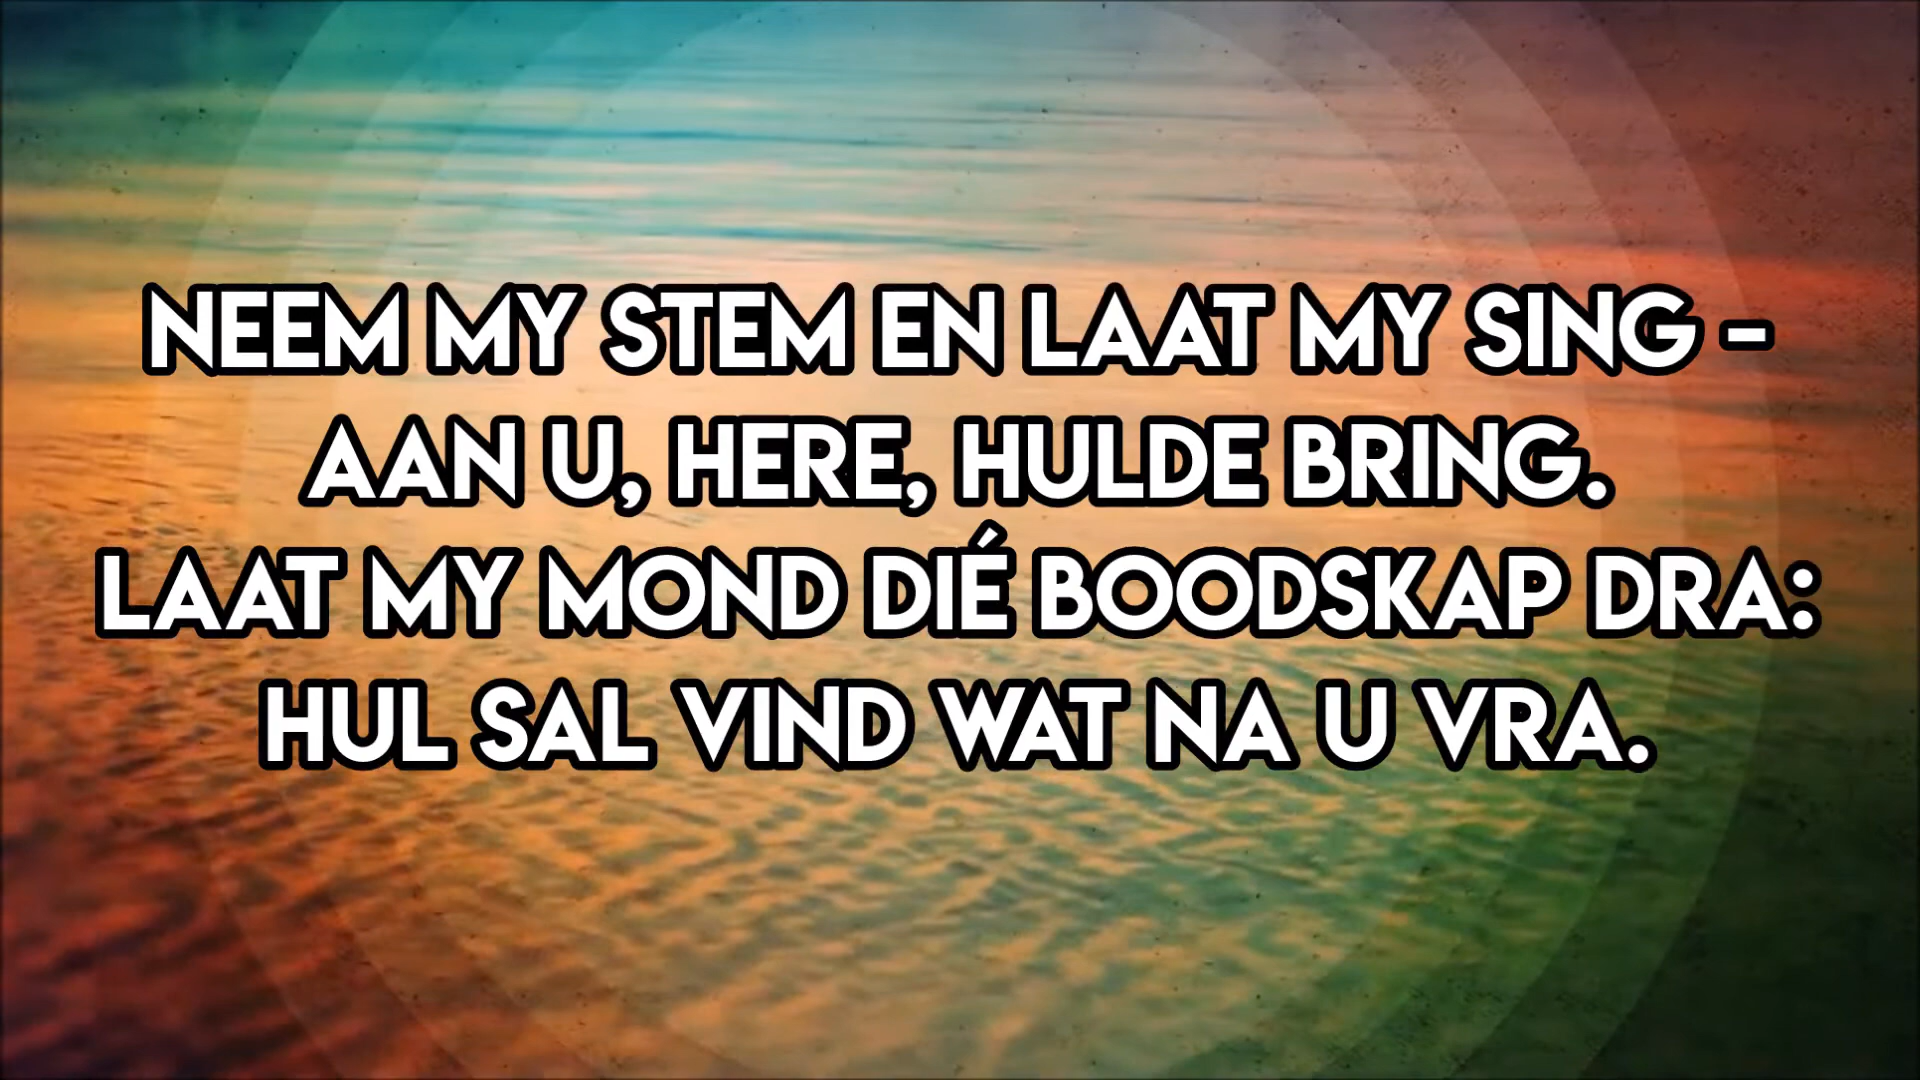 NEEM MY STEM EN LAAT MY SING -
AAN U, HERE, HULDE BRING.
LAAT MY MOND DIÉ BOODSKAP DRA:
HUL SAL VIND WAT NA U VRA.